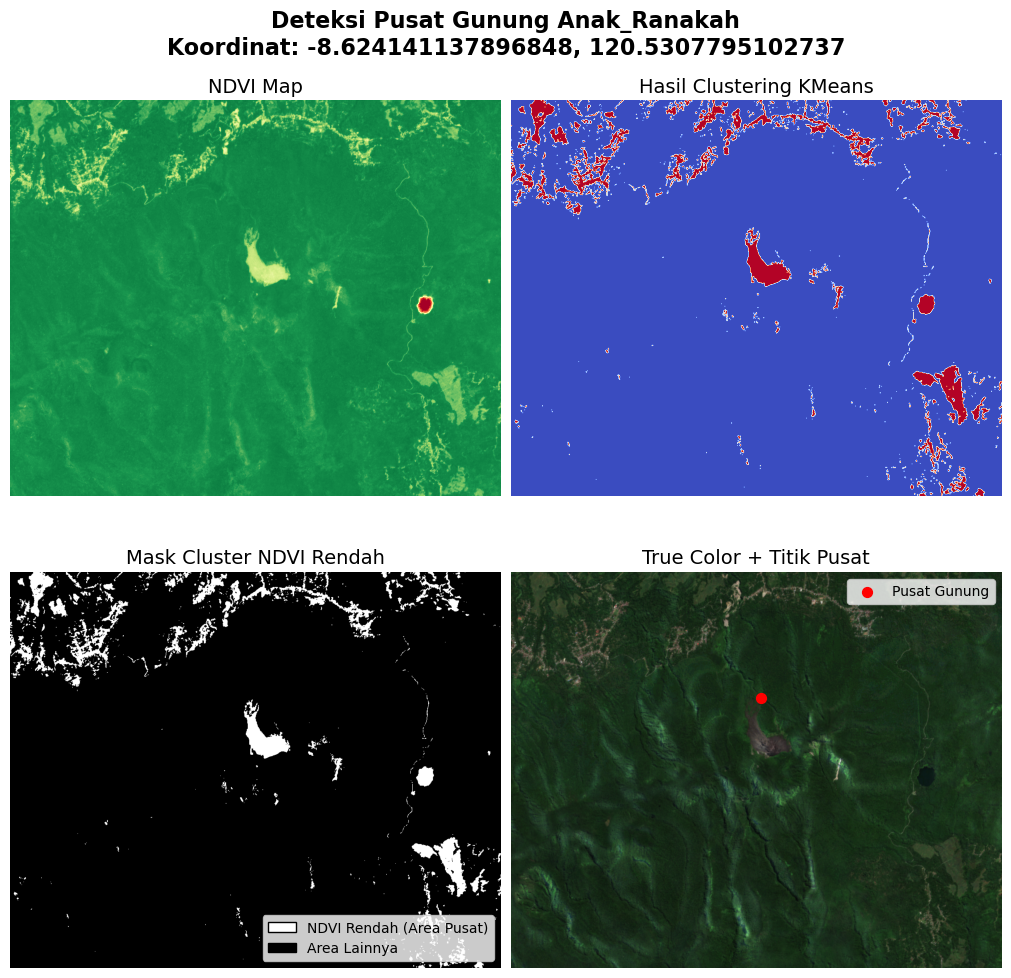 Deteksi Pusat Gunung Anak_Ranakah
Koordinat: -8.624141137896848, 120.5307795102737
NDVI Map
Hasil Clustering KMeans
Mask Cluster NDVI Rendah
True Color + Titik Pusat
Pusat Gunung
NDVI Rendah (Area Pusat)
Area Lainnya